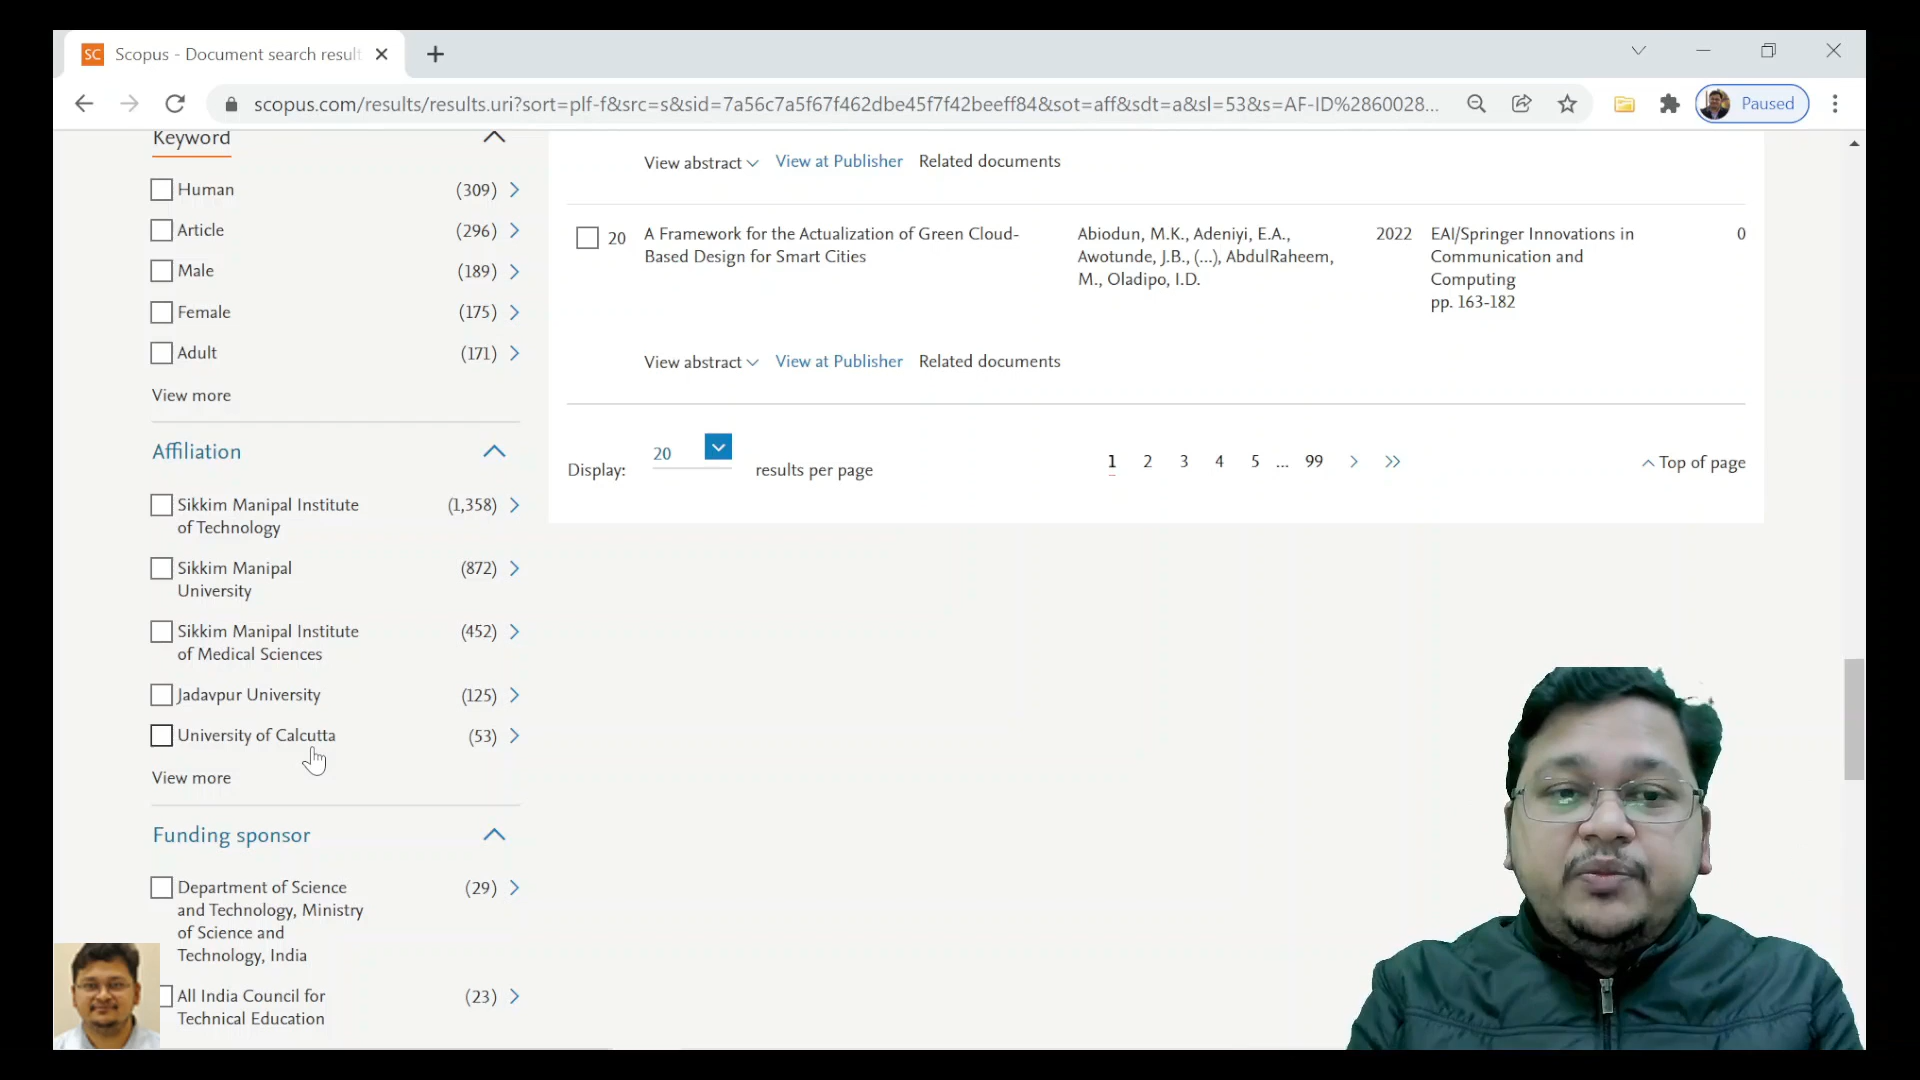 SC Scopus - Document search result
scopus.com/results/results.uri?sort=plf-f&src=s&sid=7a56c7a5f67f462dbe45f7f42beeff84&sot=aff&sdt=a&sl=53&s=AF-ID%2860028...
Paused
Keyword
Human (309)
Article (296)
Male (189)
Female (175)
Adult (171)
View more
Affiliation
Sikkim Manipal Institute (1,358)
of Technology
Sikkim Manipal (872)
University
Sikkim Manipal Institute (452)
of Medical Sciences
Jadavpur University (125)
University of Calcutta (53)
View more
Funding sponsor
Department of Science (29)
and Technology, Ministry
of Science and
Technology, India
All India Council for (23)
Technical Education
View abstract View at Publisher Related documents
20 A Framework for the Actualization of Green Cloud- Abiodun, M.K., Adeniyi, E.A., 2022 EAI/Springer Innovations in 0
Based Design for Smart Cities Awotunde, J.B., (...), AbdulRaheem, Communication and
M., Oladipo, I.D. Computing
pp. 163-182
View abstract View at Publisher Related documents
Display: 20 results per page 1 2 3 4 5 ... 99 Top of page